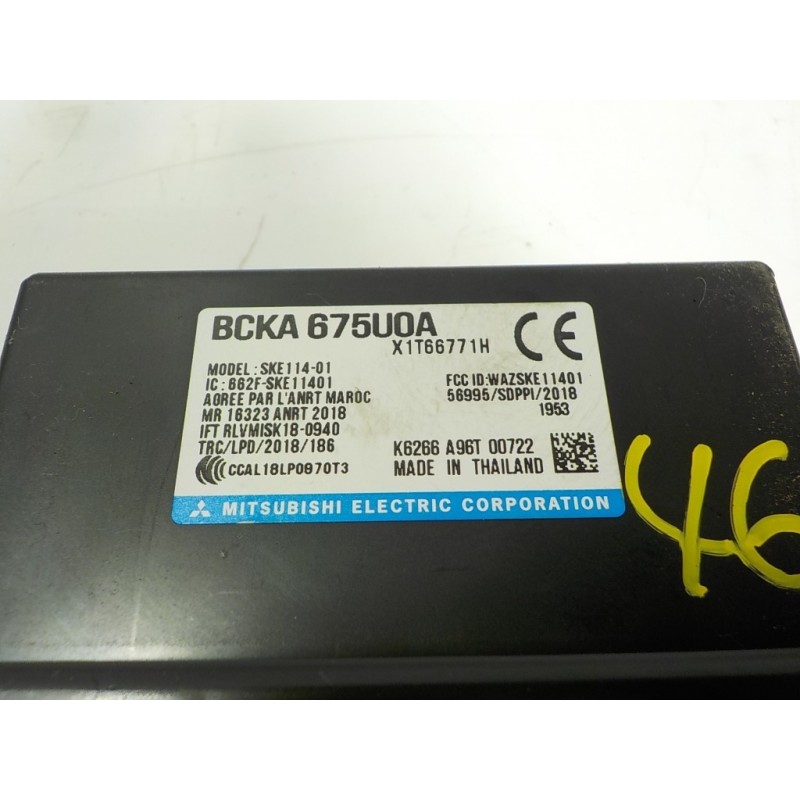 BCKA 675U0A
X1T66771H
CE
MODEL : SKE114-01
IC : 662F-SKE11401
AGREE PAR L'ANRT MAROC
MR 16323 ANRT 2018
IFT RLVMISK18-0940
TRC/LPD/2018/186
CCAL18LP0970T3
FCC ID:WAZSKE11401
56995/SDPPI/2018
1953
K6266 A96T 00722
MADE IN THAILAND
MITSUBISHI ELECTRIC CORPORATION
46